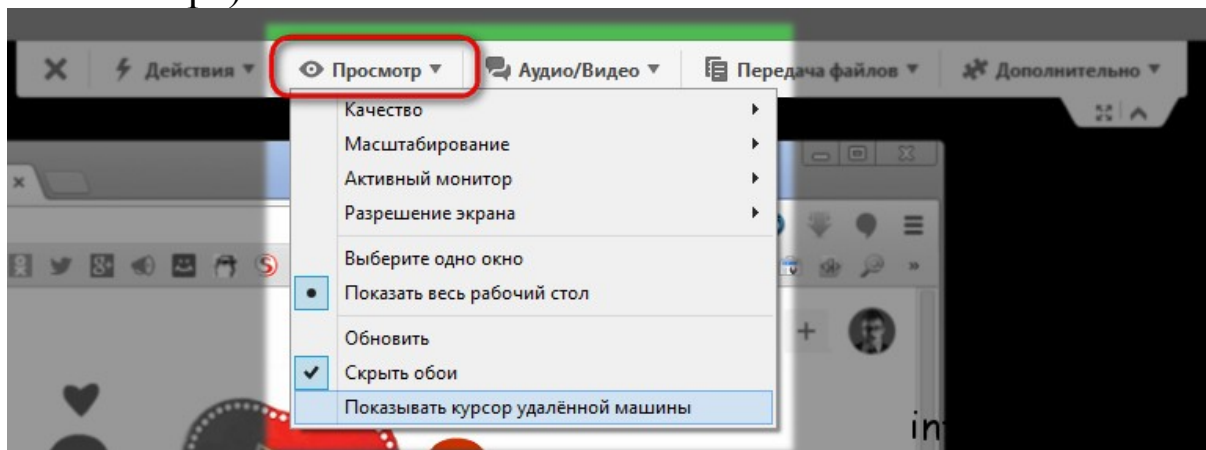 Действия Просмотр Аудио/Видео Передача файлов Дополнительно
Качество
Масштабирование
Активный монитор
Разрешение экрана
Выберите одно окно
Показать весь рабочий стол
Обновить
Скрыть обои
Показывать курсор удалённой машины